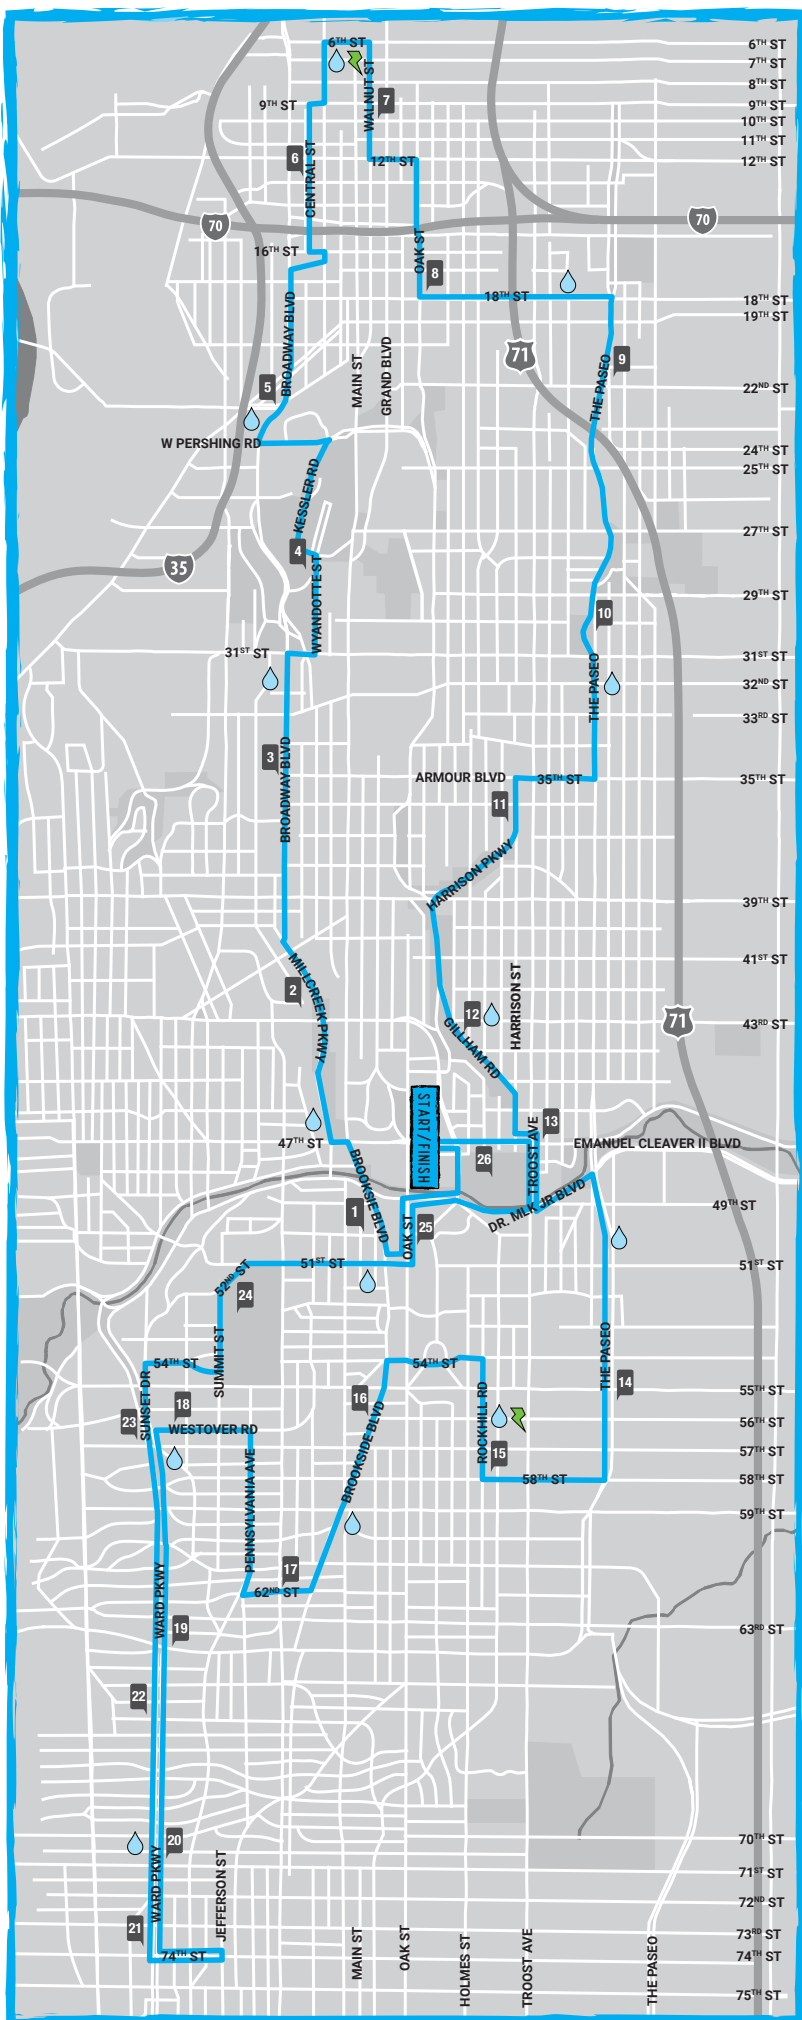 6TH ST
6TH ST
7TH ST
8TH ST
WALNUT ST
7
9TH ST
9TH ST
10TH ST
11TH ST
6
CENTRAL ST
12TH ST
12TH ST
70
70
16TH ST
OAK ST
8
18TH ST
18TH ST
19TH ST
BROADWAY BLVD
71
9
THE PASEO
MAIN ST
GRAND BLVD
5
22ND ST
W PERSHING RD
24TH ST
25TH ST
KESSLER RD
27TH ST
4
35
WYANDOTTE ST
29TH ST
10
31ST ST
31ST ST
THE PASEO
32ND ST
33RD ST
3
BROADWAY BLVD
ARMOUR BLVD
35TH ST
35TH ST
11
HARRISON PKWY
39TH ST
41ST ST
2
MILLCREEK PKWY
HARRISON ST
12
GILLHAM RD
71
43RD ST
START / FINISH
13
47TH ST
TROOST AVE
EMANUEL CLEAVER II BLVD
26
BROOKSIE BLVD
DR. MLK JR BLVD
49TH ST
1
OAK ST
25
51ST ST
51ST ST
52ND ST
24
SUMMIT ST
THE PASEO
54TH ST
54TH ST
SUNSET DR
14
55TH ST
18
16
ROCKHILL RD
23
56TH ST
WESTOVER RD
BROOKSIDE BLVD
15
57TH ST
PENNSYLVANIA AVE
58TH ST
58TH ST
59TH ST
17
62ND ST
WARD PKWY
19
63RD ST
22
20
70TH ST
WARD PKWY
JEFFERSON ST
71ST ST
72ND ST
21
73RD ST
74TH ST
74TH ST
MAIN ST
OAK ST
HOLMES ST
TROOST AVE
THE PASEO
75TH ST